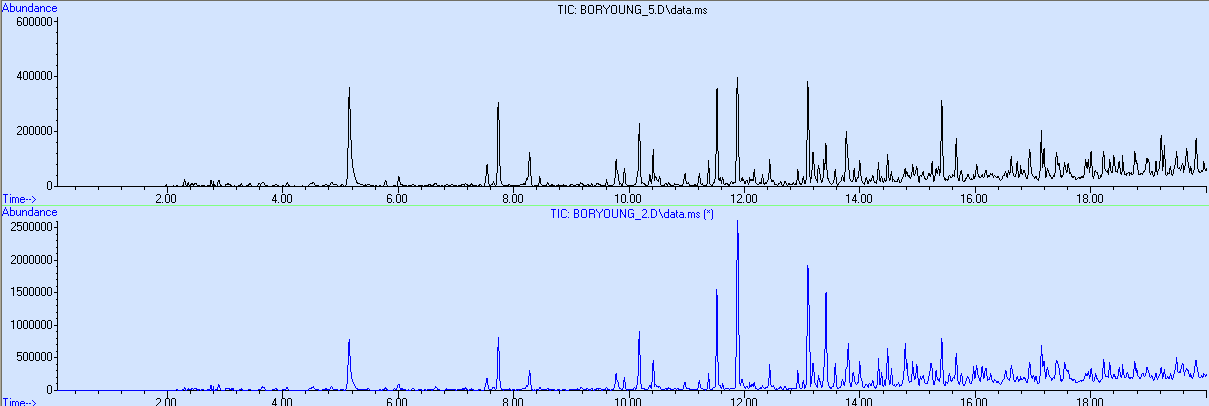 Abundance
TIC: BORYOUNG_5.D\data.ms
600000
400000
200000
0
Time-->
2.00 4.00 6.00 8.00 10.00 12.00 14.00 16.00 18.00
Abundance
TIC: BORYOUNG_2.D\data.ms (*)
2500000
2000000
1500000
1000000
500000
0
2.00 4.00 6.00 8.00 10.00 12.00 14.00 16.00 18.00
Time-->